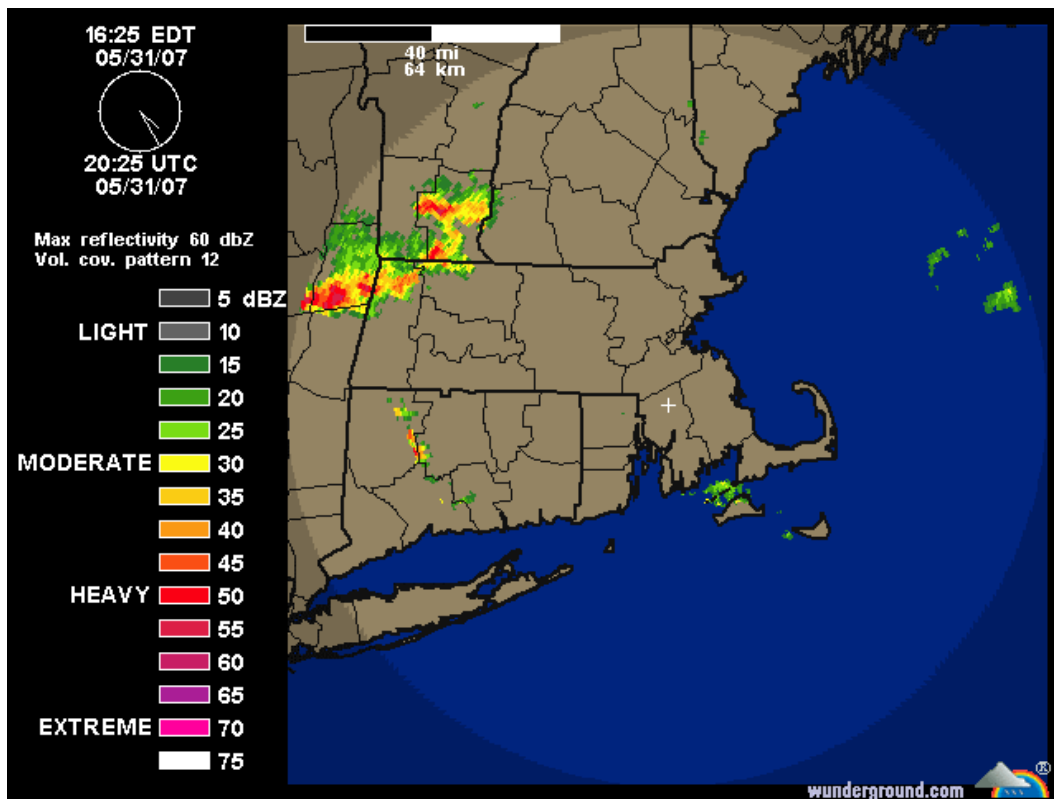 16:25 EDT
05/31/07
20:25 UTC
05/31/07
Max reflectivity 60 dbZ
Vol. cov. pattern 12
5 dBZ
LIGHT 10
15
20
25
MODERATE 30
35
40
45
HEAVY 50
55
60
65
EXTREME 70
75
40 mi
64 km
wunderground.com
®